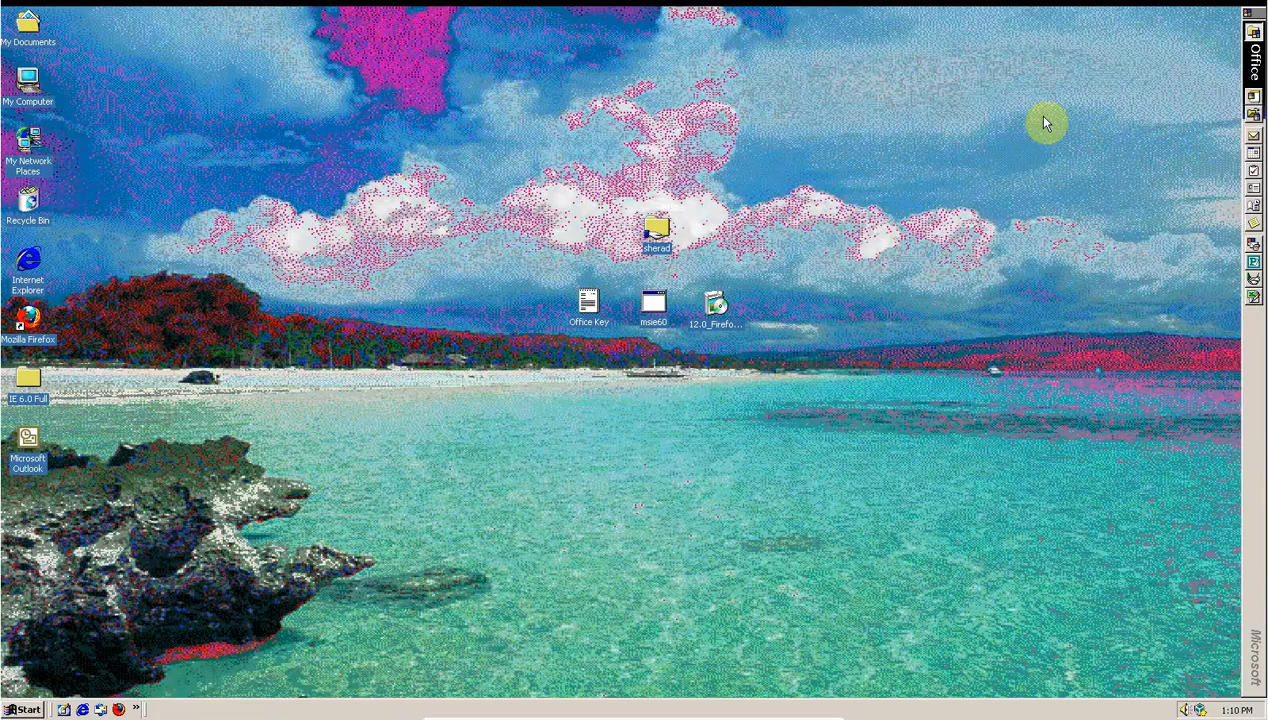 My Documents
My Computer
My Network
Places
Recycle Bin
Internet
Explorer
Mozilla Firefox
IE 6.0 Full
Microsoft
Outlook
sherad
Office Key
msie60
12.0_Firefo...
Office
Microsoft
Start
»
1:10 PM